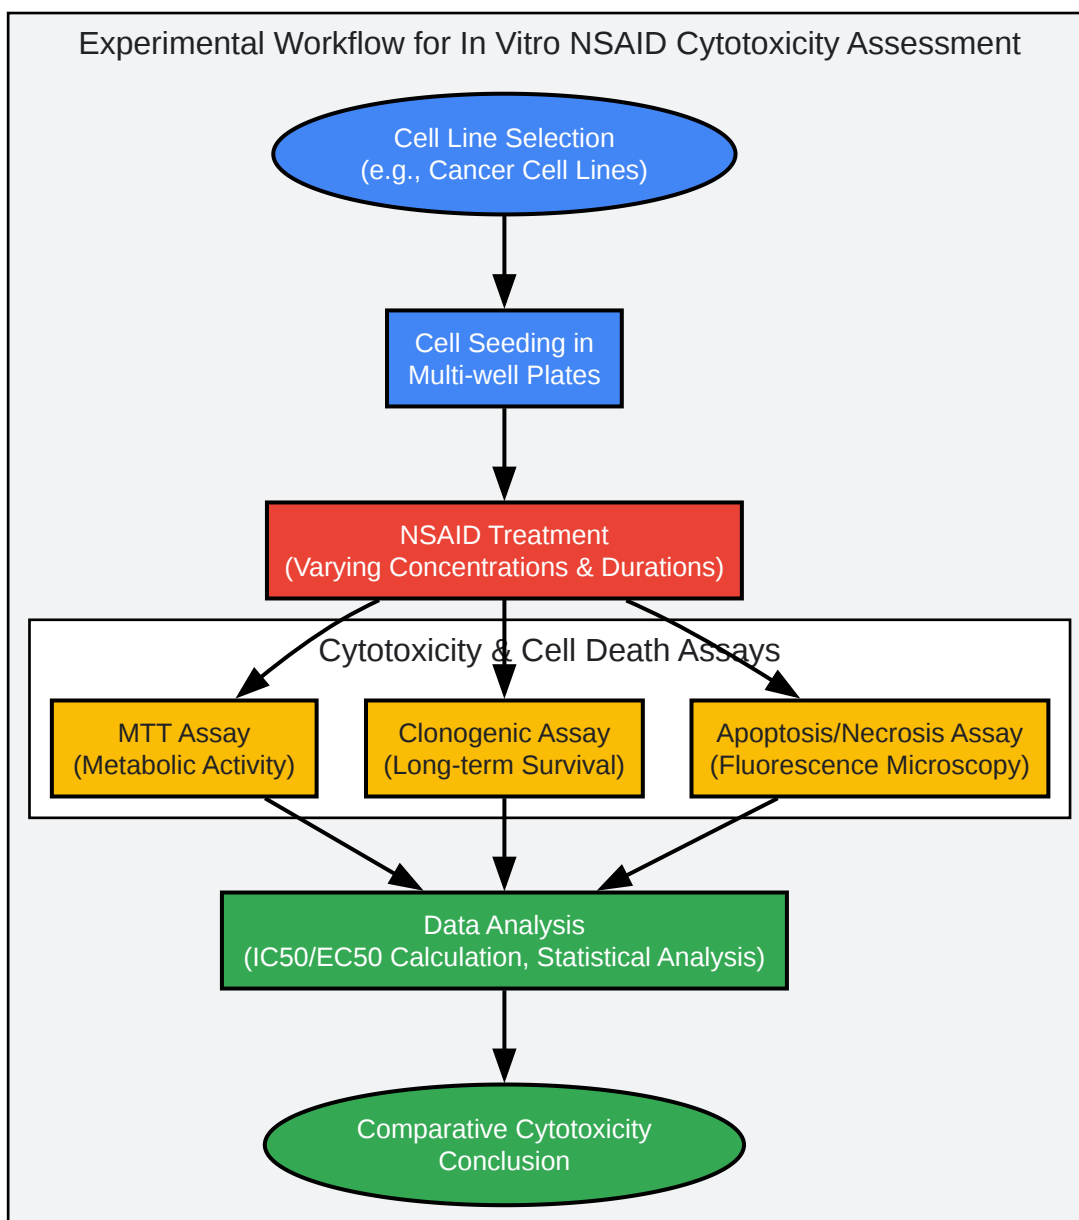 Experimental Workflow for In Vitro NSAID Cytotoxicity Assessment
Cell Line Selection
(e.g., Cancer Cell Lines)
Cell Seeding in
Multi-well Plates
NSAID Treatment
(Varying Concentrations & Durations)
Cytotoxicity & Cell Death Assays
MTT Assay
(Metabolic Activity)
Clonogenic Assay
(Long-term Survival)
Apoptosis/Necrosis Assay
(Fluorescence Microscopy)
Data Analysis
(IC50/EC50 Calculation, Statistical Analysis)
Comparative Cytotoxicity
Conclusion